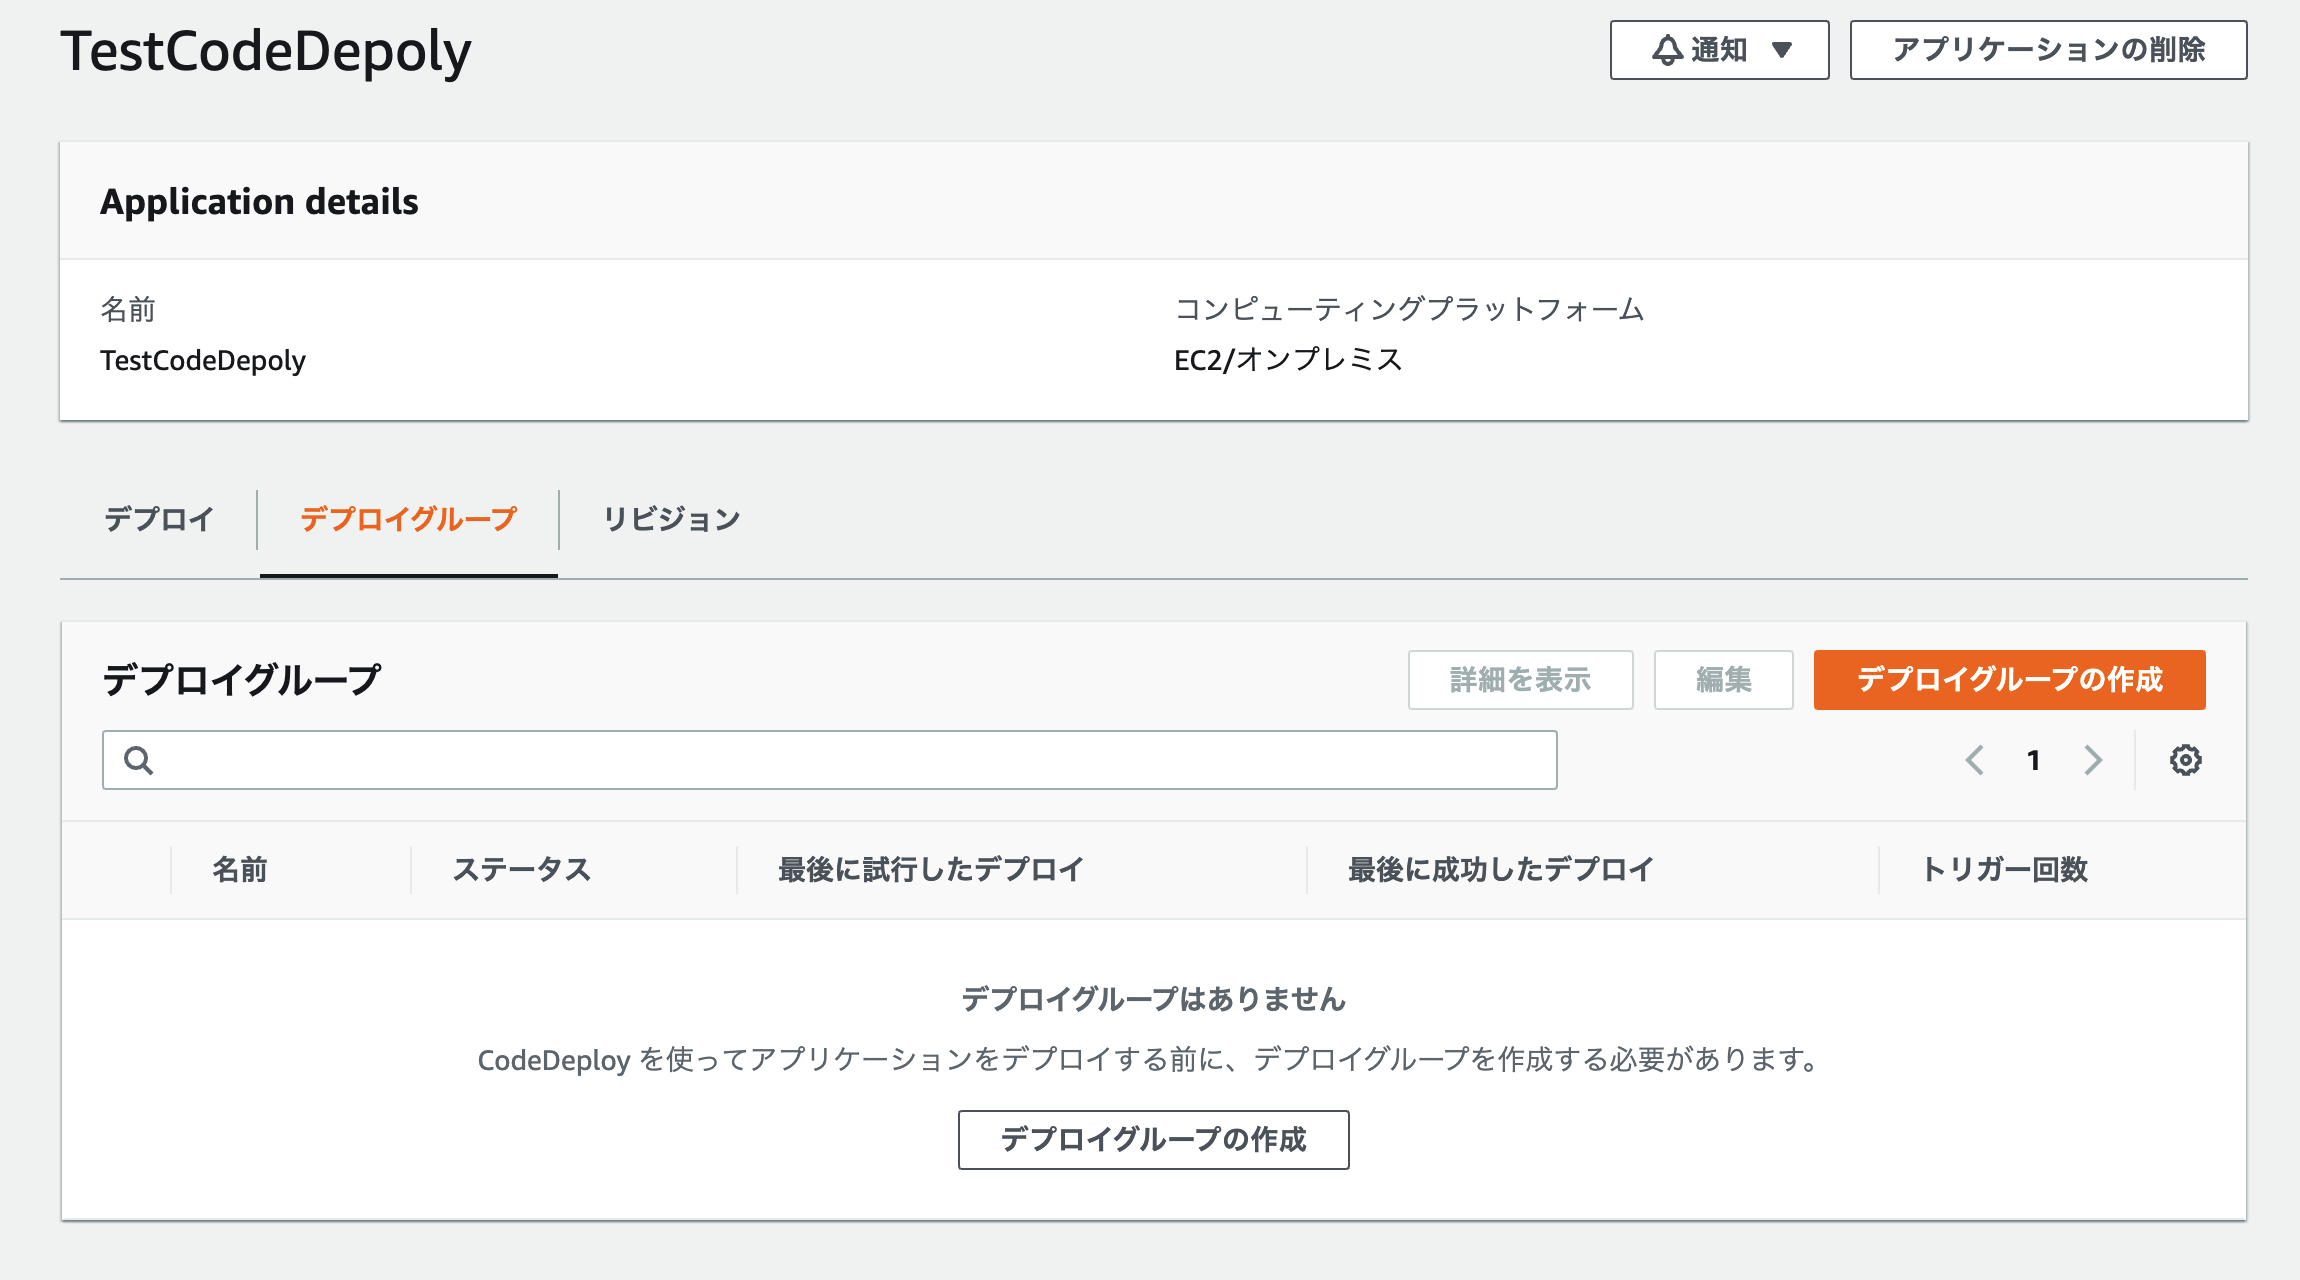 TestCodeDepoly
通知 ▼
アプリケーションの削除
Application details
名前
コンピューティングプラットフォーム
TestCodeDepoly
EC2/オンプレミス
デプロイ
デプロイグループ
リビジョン
デプロイグループ
詳細を表示
編集
デプロイグループの作成
1
名前
ステータス
最後に試行したデプロイ
最後に成功したデプロイ
トリガー回数
デプロイグループはありません
CodeDeploy を使ってアプリケーションをデプロイする前に、デプロイグループを作成する必要があります。
デプロイグループの作成